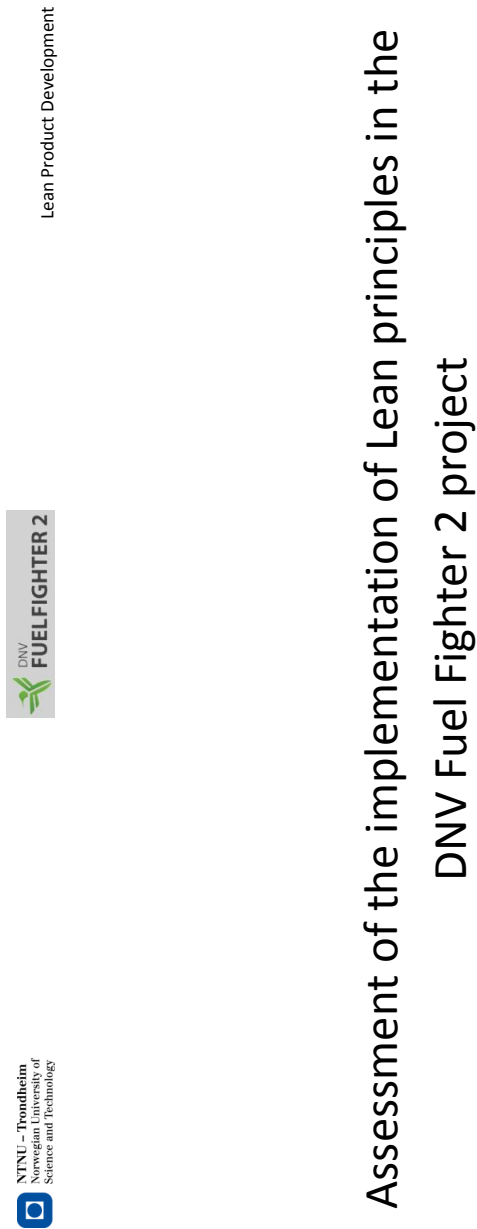 NTNU – Trondheim
Norwegian University of
Science and Technology
DNV
FUELFIGHTER 2
Lean Product Development
Assessment of the implementation of Lean principles in the
DNV Fuel Fighter 2 project